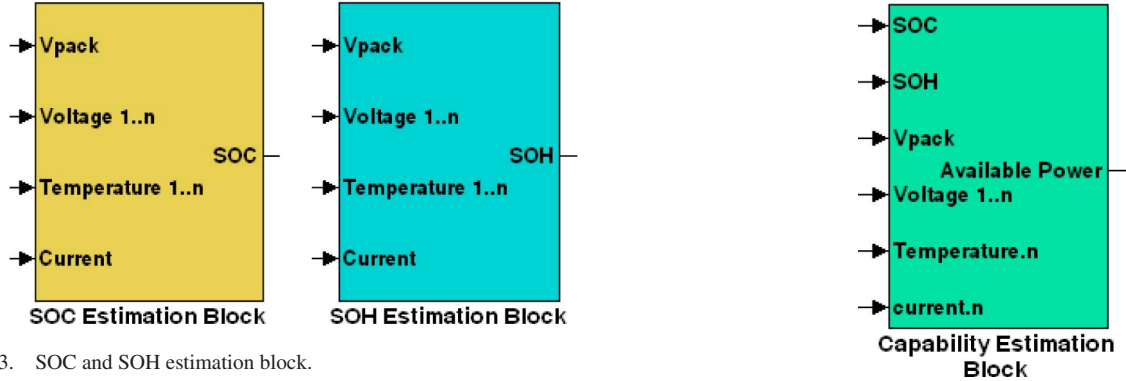 Vpack
Voltage 1..n
SOC
Temperature 1..n
Current
SOC Estimation Block
Vpack
Voltage 1..n
SOH
Temperature 1..n
Current
SOH Estimation Block
3. SOC and SOH estimation block.
SOC
SOH
Vpack
Available Power
Voltage 1..n
Temperature.n
current.n
Capability Estimation
Block